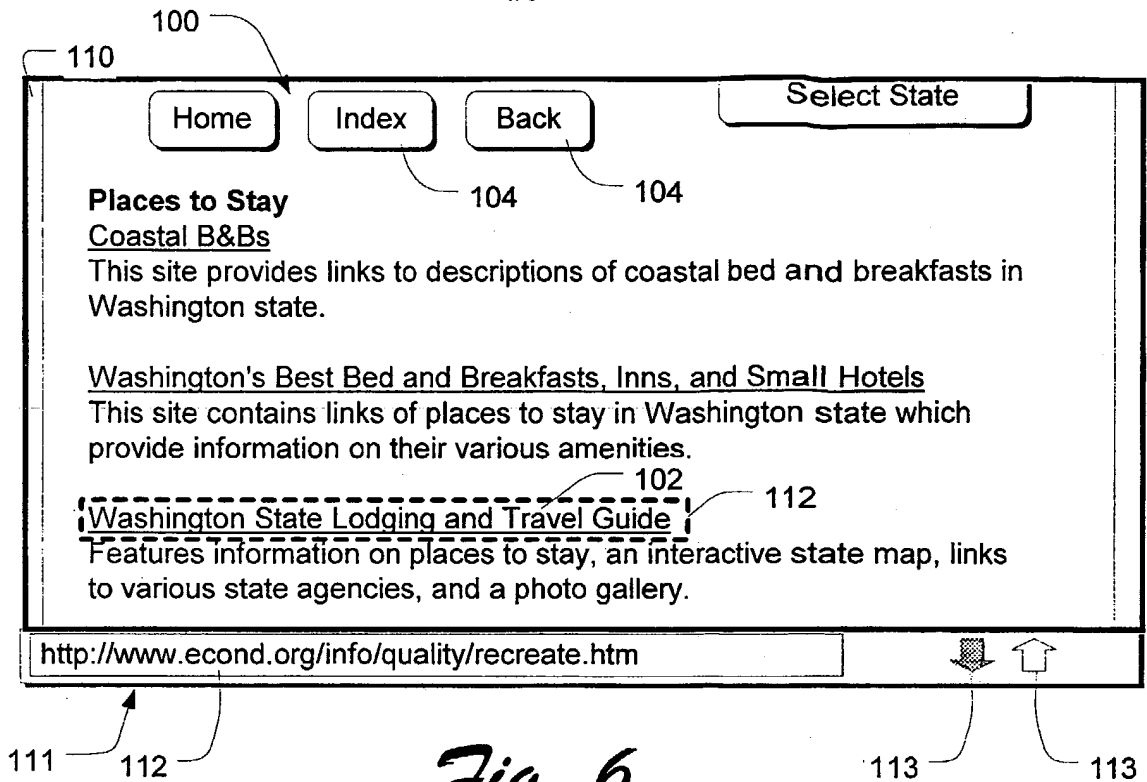 100
110
Select State
Home Index Back
104 104
Places to Stay
Coastal B&Bs
This site provides links to descriptions of coastal bed and breakfasts in
Washington state.
Washington's Best Bed and Breakfasts, Inns, and Small Hotels
This site contains links of places to stay in Washington state which
provide information on their various amenities.
102
112
Washington State Lodging and Travel Guide
Features information on places to stay, an interactive state map, links
to various state agencies, and a photo gallery.
http://www.econd.org/info/quality/recreate.htm
111 112 113 113
Fig. 6